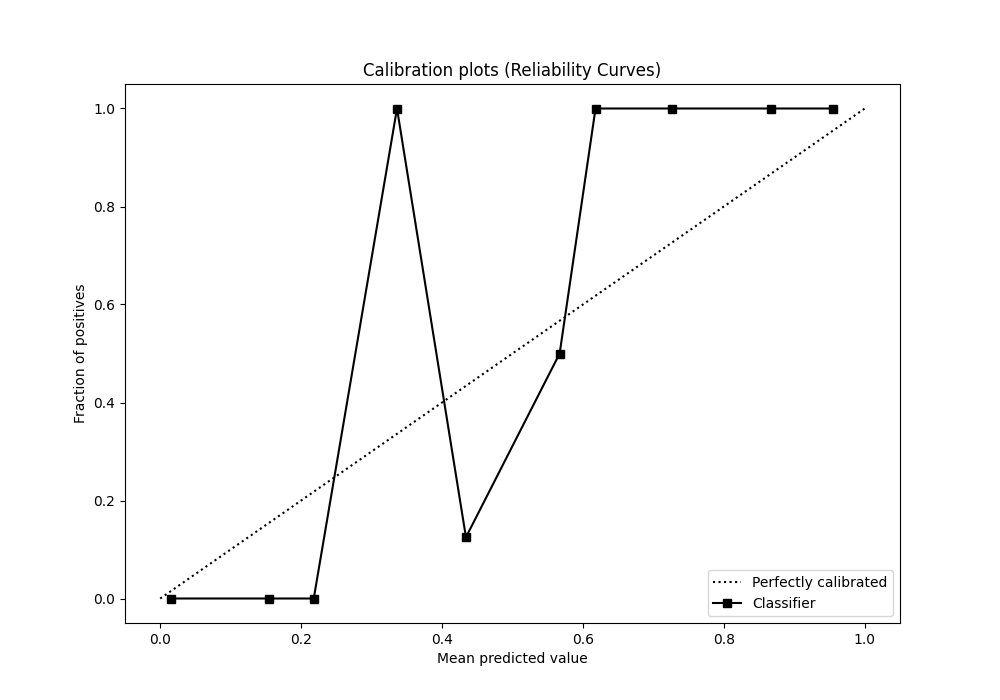 Calibration plots (Reliability Curves)
1.0
0.8
0.6
0.4
0.2
0.0
Fraction of positives
0.0 0.2 0.4 0.6 0.8 1.0
Mean predicted value
Perfectly calibrated
Classifier